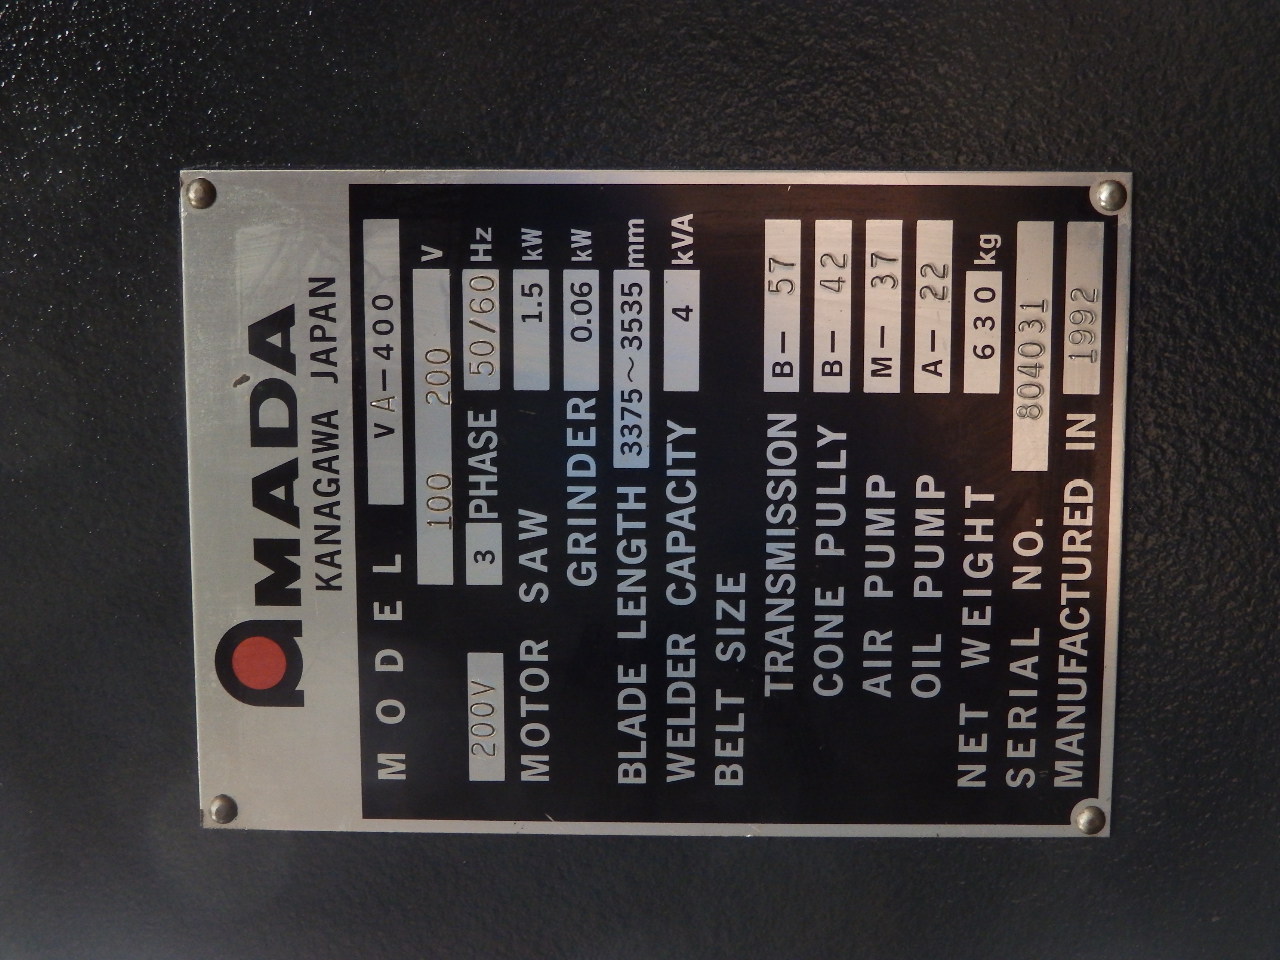 AMADA
KANAGAWA JAPAN
MODEL VA-400
100 200 V
200V 3 PHASE 50/60 Hz
MOTOR SAW 1.5 kW
GRINDER 0.06 kW
BLADE LENGTH 3375~3535 mm
WELDER CAPACITY 4 kVA
BELT SIZE
TRANSMISSION B- 57
CONE PULLY B- 42
AIR PUMP M- 37
OIL PUMP A- 22
NET WEIGHT 630 kg
SERIAL NO. 804031
MANUFACTURED IN 1992